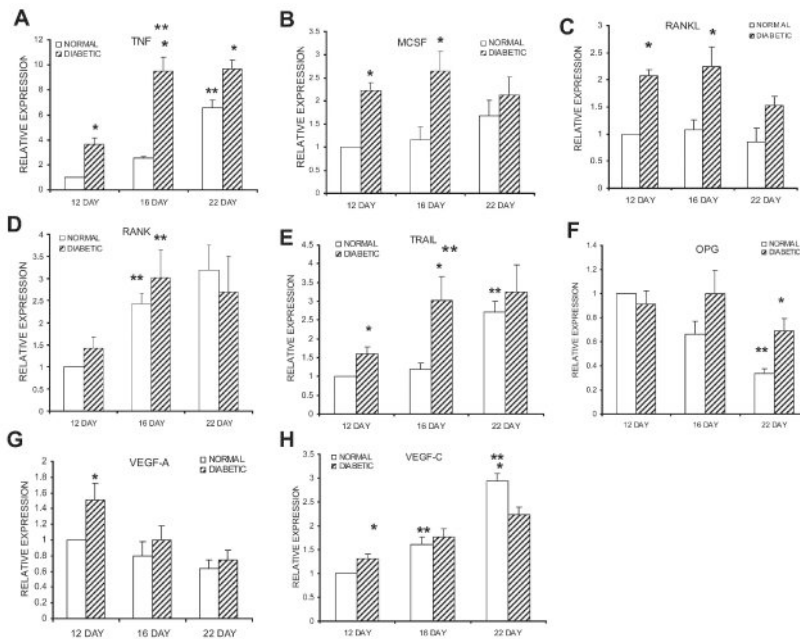 A
TNF
**
*
NORMAL
DIABETIC
*
*
**
RELATIVE EXPRESSION
12
10
8
6
4
2
0
12 DAY 16 DAY 22 DAY
B
MCSF
NORMAL
DIABETIC
*
*
RELATIVE EXPRESSION
3.5
3
2.5
2
1.5
1
0.5
0
12 DAY 16 DAY 22 DAY
C
RANKL
NORMAL
DIABETIC
*
*
RELATIVE EXPRESSION
3
2.5
2
1.5
1
0.5
0
12 DAY 16 DAY 22 DAY
D
RANK
NORMAL
DIABETIC
**
**
RELATIVE EXPRESSION
4
3.5
3
2.5
2
1.5
1
0.5
0
12 DAY 16 DAY 22 DAY
E
TRAIL
NORMAL
DIABETIC
*
* **
**
RELATIVE EXPRESSION
4.5
4
3.5
3
2.5
2
1.5
1
0.5
0
12 DAY 16 DAY 22 DAY
F
OPG
NORMAL
DIABETIC
*
**
RELATIVE EXPRESSION
1.4
1.2
1
0.8
0.6
0.4
0.2
0
12 DAY 16 DAY 22 DAY
G
VEGF-A
NORMAL
DIABETIC
*
RELATIVE EXPRESSION
2
1.8
1.6
1.4
1.2
1
0.8
0.6
0.4
0.2
0
12 DAY 16 DAY 22 DAY
H
VEGF-C
NORMAL
DIABETIC
*
**
**
*
RELATIVE EXPRESSION
3.5
3
2.5
2
1.5
1
0.5
0
12 DAY 16 DAY 22 DAY